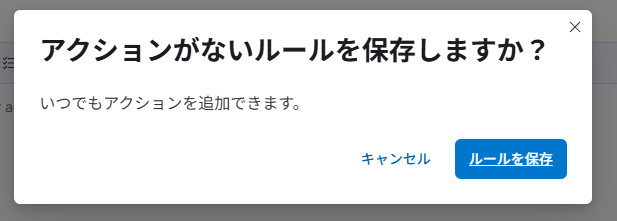 アクションがないルールを保存しますか？
いつでもアクションを追加できます。
キャンセル
ルールを保存